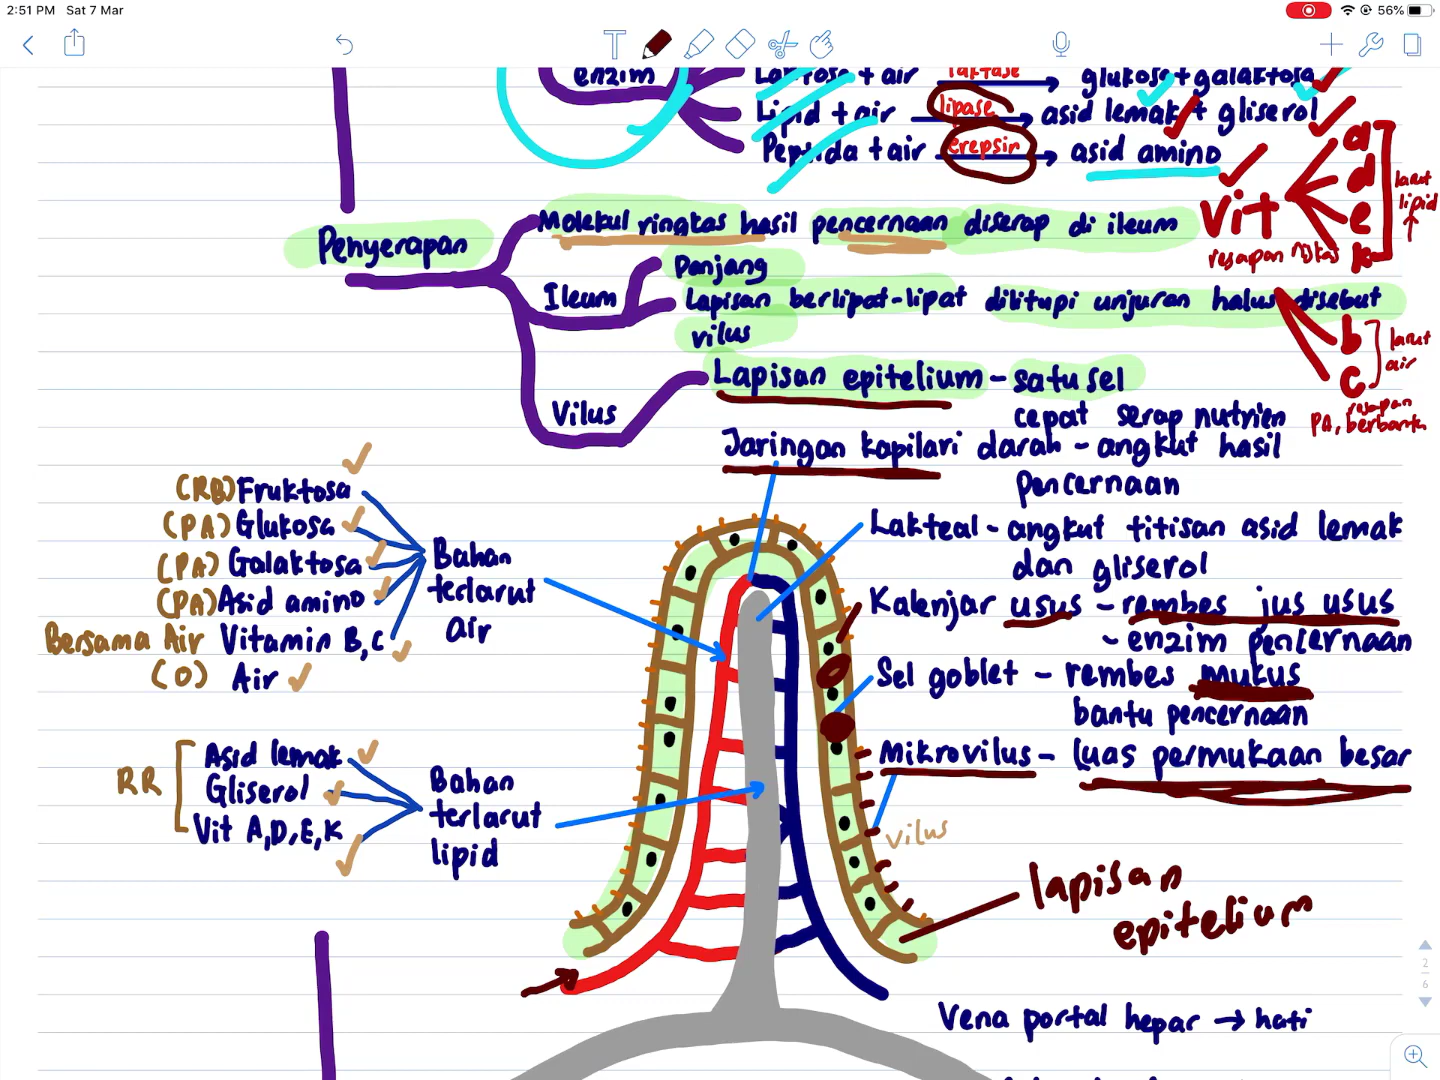 2:51 PM Sat 7 Mar
56%
enzim
Laktosa + air laktase glukosa + galaktosa
Lipid + air lipase asid lemak + gliserol
Peptida + air erepsin asid amino
Vit
a
d
e
k
larut lipid
resapan ringkas
b
c
larut air
resapan
PA, berbantu
Penyerapan
Molekul ringkas hasil pencernaan diserap di ileum
Ileum
Panjang
Lapisan berlipat-lipat dilitupi unjuran halus disebut
vilus
Vilus
Lapisan epitelium - satu sel
cepat serap nutrien
Jaringan kapilari darah - angkut hasil
pencernaan
Lakteal - angkut titisan asid lemak
dan gliserol
Kalenjar usus - rembes jus usus
- enzim pencernaan
Sel goblet - rembes mukus
bantu pencernaan
Mikrovilus - luas permukaan besar
vilus
lapisan
epitelium
(RB) Fruktosa
(PA) Glukosa
(PA) Galaktosa
(PA) Asid amino
Bersama Air Vitamin B, C
(O) Air
Bahan
terlarut
air
RR
Asid lemak
Gliserol
Vit A, D, E, K
Bahan
terlarut
lipid
Vena portal hepar → hati
2
6